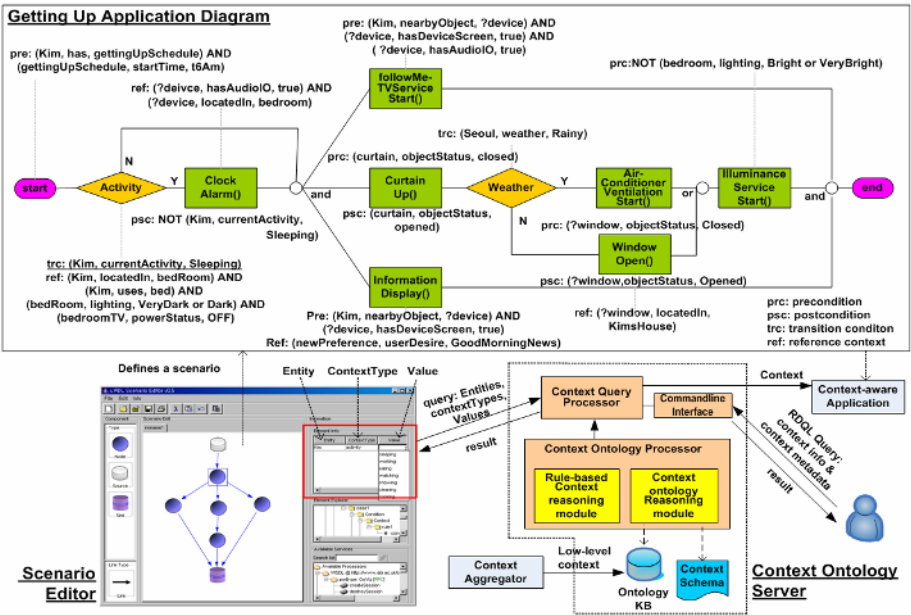 Getting Up Application Diagram
pre: (Kim, has, gettingUpSchedule) AND
(gettingUpSchedule, startTime, t6Am)
ref: (?deivce, hasAudioIO, true) AND
(?device, locatedIn, bedroom)
pre: (Kim, nearbyObject, ?device) AND
(?device, hasDeviceScreen, true) AND
( ?device, hasAudioIO, true)
prc:NOT (bedroom, lighting, Bright or VeryBright)
followMe-
TVService
Start()
trc: (Seoul, weather, Rainy)
prc: (curtain, objectStatus, closed)
N
start
Activity
Y
Clock
Alarm()
and
Curtain
Up()
Weather
Y
Air-
Conditioner
Ventilation
Start()
or
Illuminance
Service
Start()
and
end
psc: NOT (Kim, currentActivity,
Sleeping)
psc: (curtain, objectStatus,
opened)
N
prc: (?window, objectStatus, Closed)
Window
Open()
psc: (?window,objectStatus, Opened)
trc: (Kim, currentActivity, Sleeping)
ref: (Kim, locatedIn, bedRoom) AND
(Kim, uses, bed) AND
(bedRoom, lighting, VeryDark or Dark) AND
(bedroomTV, powerStatus, OFF)
Information
Display()
Pre: (Kim, nearbyObject, ?device) AND
(?device, hasDeviceScreen, true)
Ref: (newPreference, userDesire, GoodMorningNews)
ref: (?window, locatedIn,
KimsHouse)
prc: precondition
psc: postcondition
trc: transition conditon
ref: reference context
Defines a scenario
Entity
ContextType
Value
Scenario
Editor
query: Entities,
contextTypes,
Values
result
Context Query
Processor
Commandline
Interface
Context
Context-aware
Application
RDQL Query:
context info &
context metadata
result
Context Ontology Processor
Rule-based
Context
reasoning
module
Context
ontology
Reasoning
module
Context
Aggregator
Low-level
context
Ontology
KB
Context
Schema
Context Ontology
Server